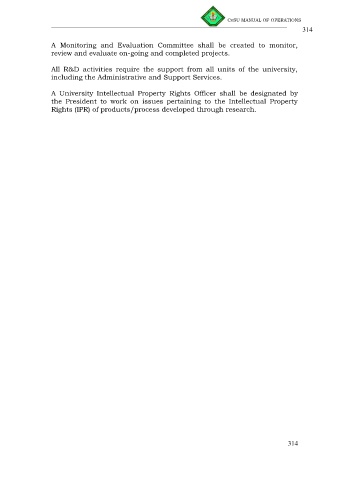 CvSU MANUAL OF OPERATIONS
314
A Monitoring and Evaluation Committee shall be created to monitor,
review and evaluate on-going and completed projects.
All R&D activities require the support from all units of the university,
including the Administrative and Support Services.
A University Intellectual Property Rights Officer shall be designated by
the President to work on issues pertaining to the Intellectual Property
Rights (IPR) of products/process developed through research.
314